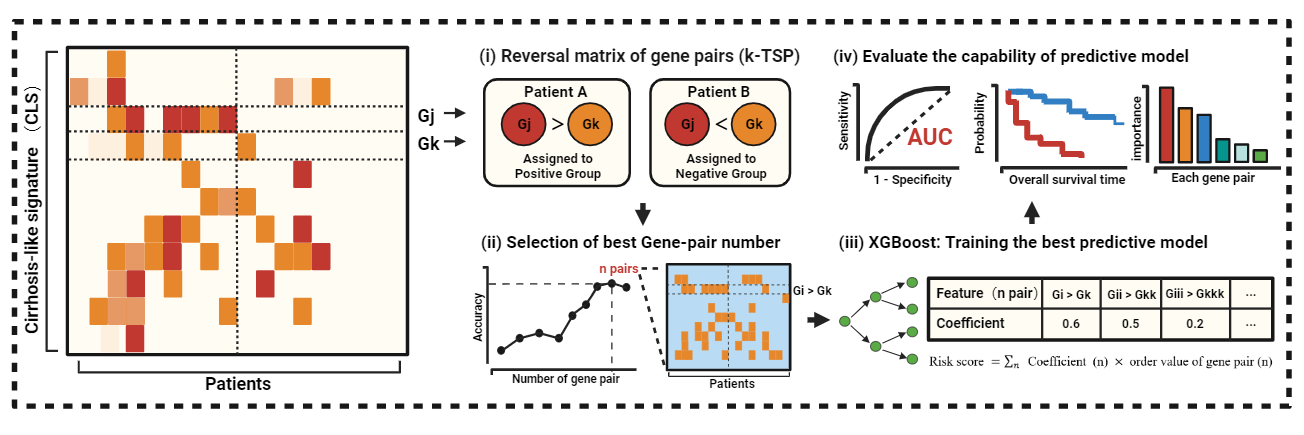 Cirrhosis-like signature (CLS)
Patients
Gj
Gk
(i) Reversal matrix of gene pairs (k-TSP)
Patient A
Gj > Gk
Assigned to
Positive Group
Patient B
Gj < Gk
Assigned to
Negative Group
(ii) Selection of best Gene-pair number
n pairs
Accuracy
Number of gene pair
Gi > Gk
Patients
(iv) Evaluate the capability of predictive model
Sensitivity
AUC
1 - Specificity
Probability
Overall survival time
importance
Each gene pair
(iii) XGBoost: Training the best predictive model
Feature (n pair) Gi > Gk Gii > Gkk Giii > Gkkk ...
Coefficient 0.6 0.5 0.2 ...
Risk score = ∑n Coefficient (n) × order value of gene pair (n)